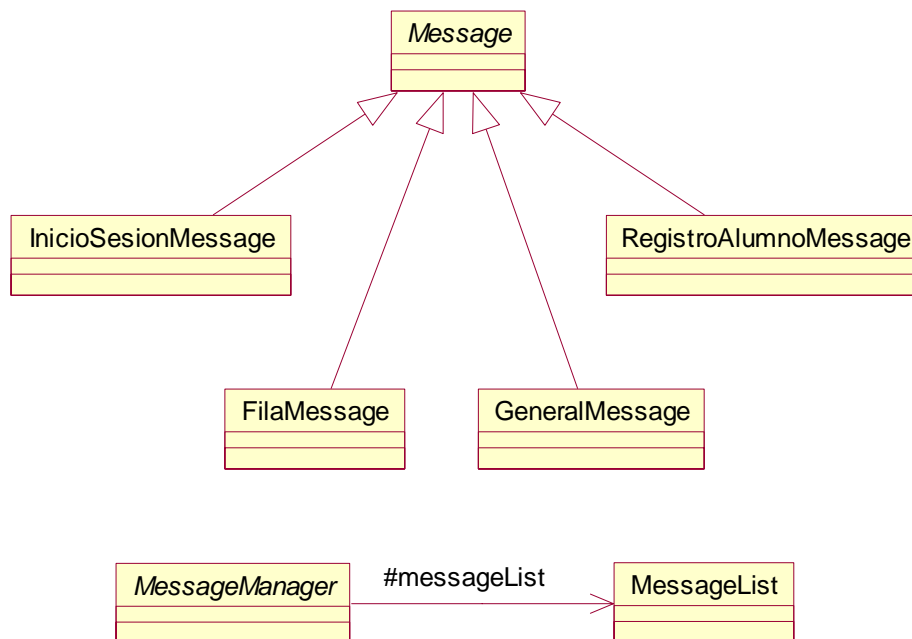 Message
InicioSesionMessage
RegistroAlumnoMessage
FilaMessage
GeneralMessage
MessageManager
#messageList
MessageList